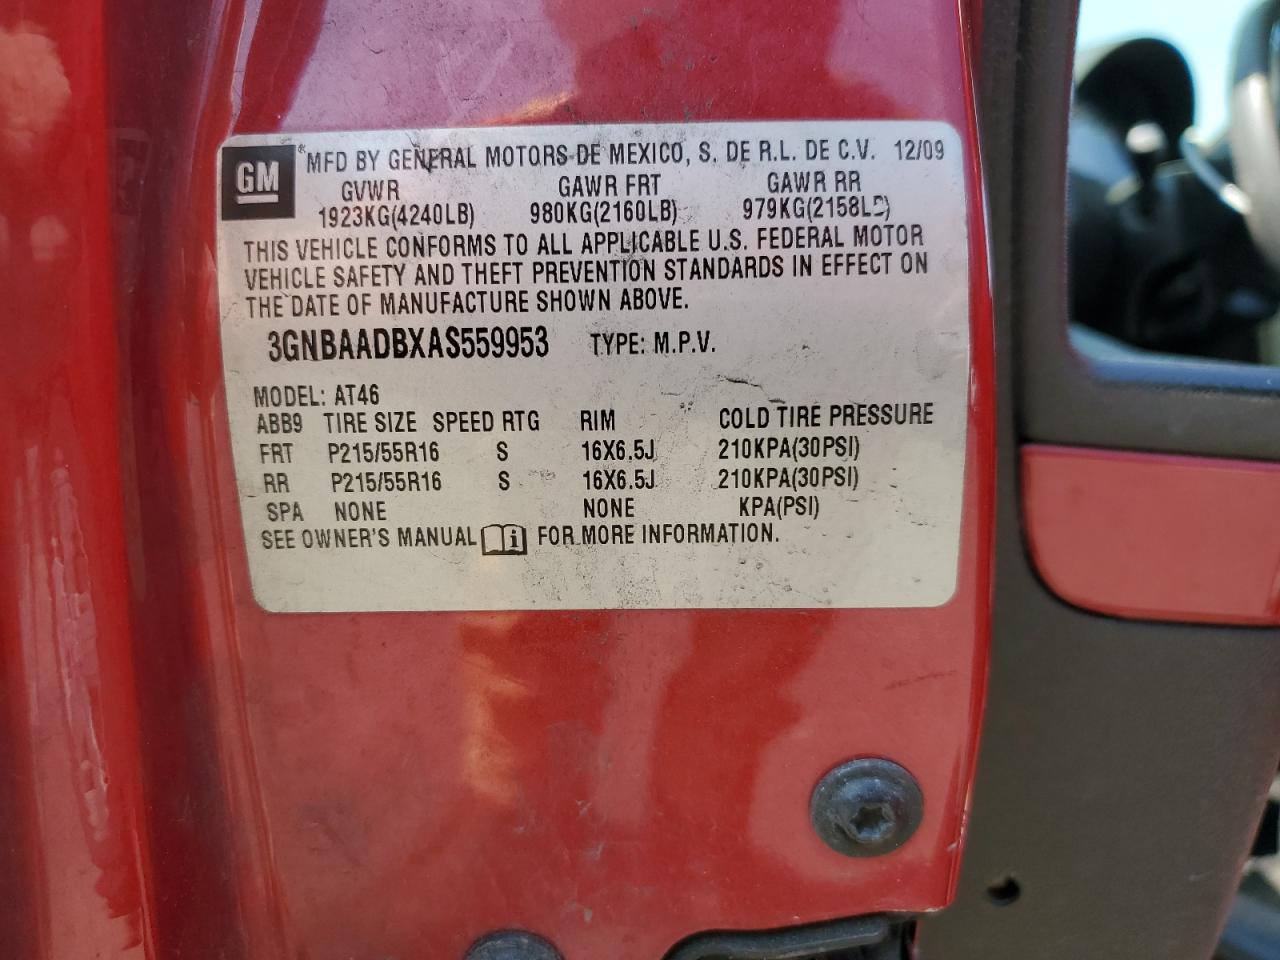 GM * MFD BY GENERAL MOTORS DE MEXICO, S. DE R.L. DE C.V. 12/09
GVWR GAWR FRT GAWR RR
1923KG(4240LB) 980KG(2160LB) 979KG(2158LB)
THIS VEHICLE CONFORMS TO ALL APPLICABLE U.S. FEDERAL MOTOR
VEHICLE SAFETY AND THEFT PREVENTION STANDARDS IN EFFECT ON
THE DATE OF MANUFACTURE SHOWN ABOVE.
3GNBAADBXAS559953 TYPE: M.P.V.
MODEL: AT46
ABB9 TIRE SIZE SPEED RTG RIM COLD TIRE PRESSURE
FRT P215/55R16 S 16X6.5J 210KPA(30PSI)
RR P215/55R16 S 16X6.5J 210KPA(30PSI)
SPA NONE NONE KPA(PSI)
SEE OWNER'S MANUAL i FOR MORE INFORMATION.